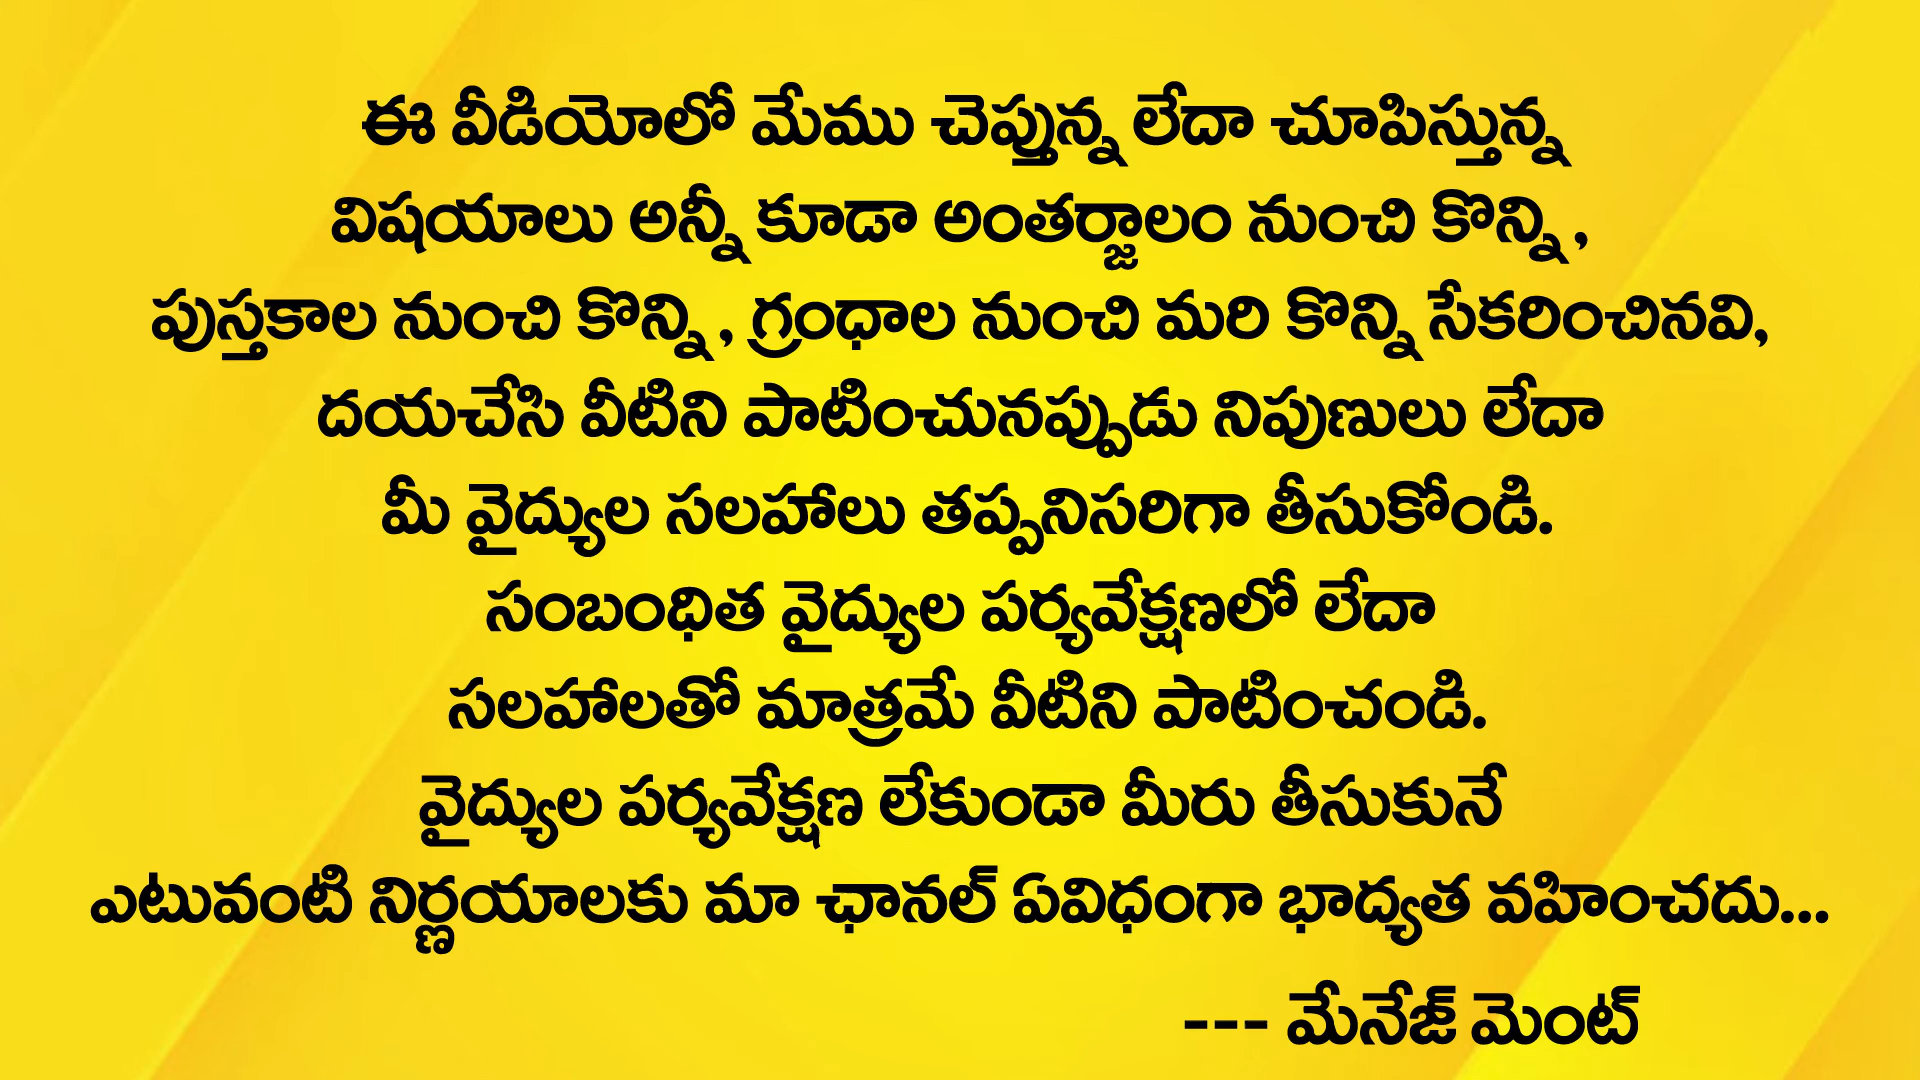 ఈ వీడియోలో మేము చెప్తున్న లేదా చూపిస్తున్న
విషయాలు అన్నీ కూడా అంతర్జాలం నుంచి కొన్ని,
పుస్తకాల నుంచి కొన్ని, గ్రంధాల నుంచి మరి కొన్ని సేకరించినవి,
దయచేసి వీటిని పాటించునప్పుడు నిపుణులు లేదా
మీ వైద్యుల సలహాలు తప్పనిసరిగా తీసుకోండి.
సంబంధిత వైద్యుల పర్యవేక్షణలో లేదా
సలహాలతో మాత్రమే వీటిని పాటించండి.
వైద్యుల పర్యవేక్షణ లేకుండా మీరు తీసుకునే
ఎటువంటి నిర్ణయాలకు మా ఛానల్ ఏవిధంగా భాద్యత వహించదు...
--- మేనేజ్ మెంట్